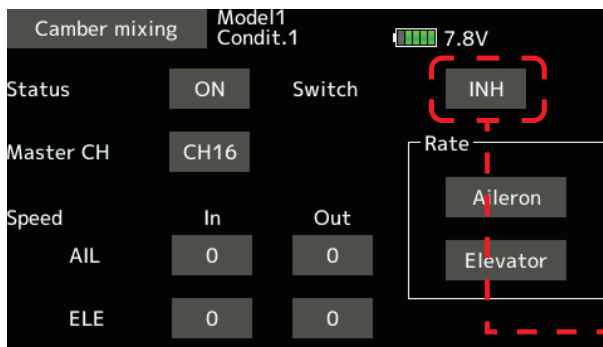 Camber mixing
Model1
Condit.1
7.8V
Status ON Switch INH
Master CH CH16
Rate
Aileron
Speed In Out
AIL 0 0 Elevator
ELE 0 0